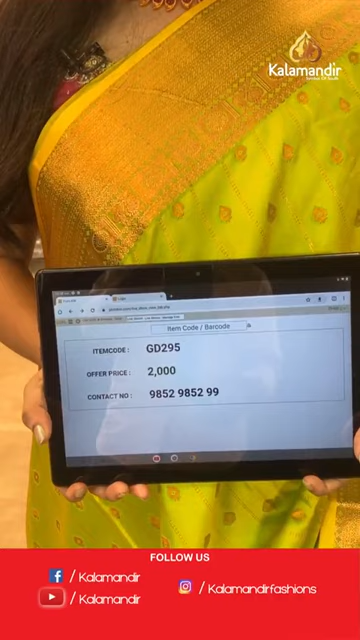 Kalamandir
Item Code / Barcode
ITEMCODE : GD295
OFFER PRICE : 2,000
CONTACT NO : 9852 9852 99
FOLLOW US
/ Kalamandir
/ Kalamandir
/ Kalamandirfashions